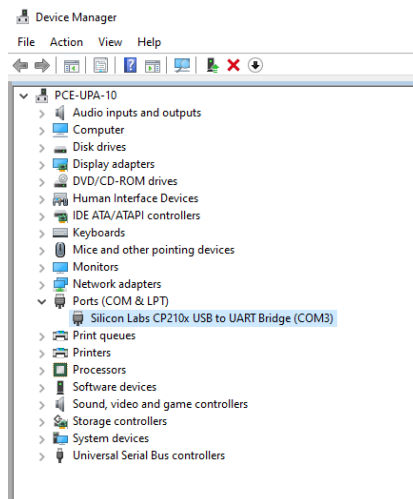 Device Manager
File Action View Help
PCE-UPA-10
Audio inputs and outputs
Computer
Disk drives
Display adapters
DVD/CD-ROM drives
Human Interface Devices
IDE ATA/ATAPI controllers
Keyboards
Mice and other pointing devices
Monitors
Network adapters
Ports (COM & LPT)
Silicon Labs CP210x USB to UART Bridge (COM3)
Print queues
Printers
Processors
Software devices
Sound, video and game controllers
Storage controllers
System devices
Universal Serial Bus controllers